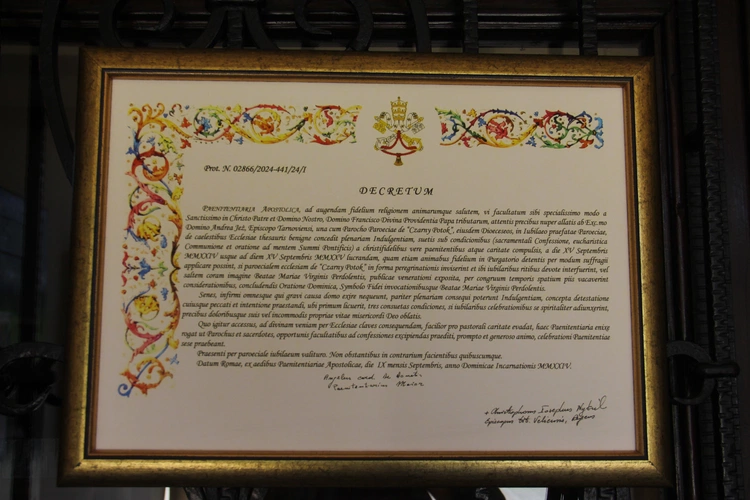 Prot. N. 02866/2024-441/24/I
DECRETUM
PAENITENTIARIA APOSTOLICA, ad augendam fidelium religionem animarumque salutem, vi facultatum sibi specialissimo modo a
Sanctissimo in Christo Patre et Domino Nostro, Domino Francisco Divina Providentia Papa tributarum, attentis precibus nuper allatis ab Exc.mo
Domino Andrea Jeż, Episcopo Tarnoviensi, una cum Parocho Paroeciae de "Czarny Potok", eiusdem Dioeceseos, in Iubilaeo praefatae Paroeciae,
de caelestibus Ecclesiae thesauris benigne concedit plenariam Indulgentiam, suetis sub condicionibus (sacramentali Confessione, eucharistica
Communione et oratione ad mentem Summi Pontificis) a christifidelibus vere paenitentibus atque caritate compulsis, a die XV Septembris
MMXXIV usque ad diem XV Septembris MMXXV lucrandam, quam etiam animabus fidelium in Purgatorio detentis per modum suffragii
applicare possint, si paroecialem ecclesiam de "Czarny Potok" in forma peregrinationis inviserint et ibi iubilaribus ritibus devote interfuerint, vel
saltem coram imagine Beatae Mariae Virginis Perdolentis, publicae venerationi exposita, per congruum temporis spatium piis vacaverint
considerationibus, concludendis Oratione Dominica, Symbolo Fidei invocationibusque Beatae Mariae Virginis Perdolentis.
Senes, infirmi omnesque qui gravi causa domo exire nequeunt, pariter plenariam consequi poterunt Indulgentiam, concepta detestatione
cuiusque peccati et intentione praestandi, ubi primum licuerit, tres consuetas condiciones, si iubilaribus celebrationibus se spiritaliter adiunxerint,
precibus doloribusque suis vel incommodis propriae vitae misericordi Deo oblatis.
Quo igitur accessus, ad divinam veniam per Ecclesiae claves consequendam, facilior pro pastorali caritate evadat, haec Paenitentiaria enixe
rogat ut Parochus et sacerdotes, opportunis facultatibus ad confessiones excipiendas praediti, prompto et generoso animo, celebrationi Paenitentiae
sese praebeant.
Praesenti per paroeciale iubilaeum valituro. Non obstantibus in contrarium facientibus quibuscumque.
Datum Romae, ex aedibus Paenitentiariae Apostolicae, die IX mensis Septembris, anno Dominicae Incarnationis MMXXIV.
Paenitentiarius Maior
+ Christophorus Iosephus Nykiel
Episcopus tit. Velicensis, Regens